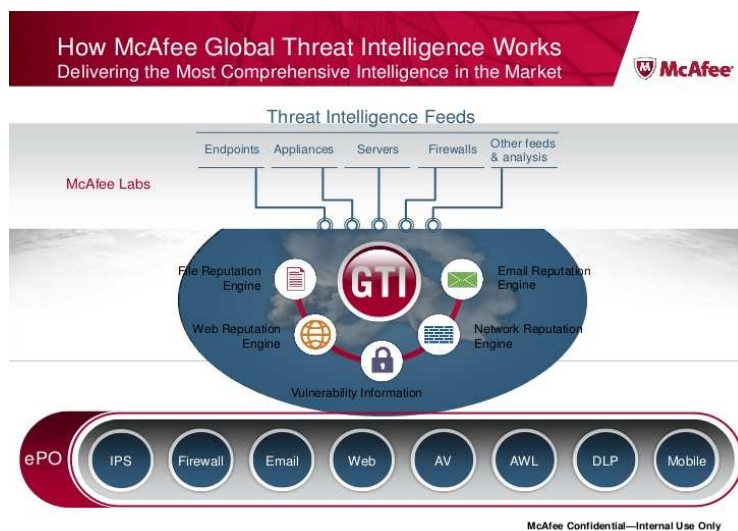 How McAfee Global Threat Intelligence Works
Delivering the Most Comprehensive Intelligence in the Market
M
McAfee®
Threat Intelligence Feeds
Endpoints
Appliances
Servers
Firewalls
Other feeds
& analysis
McAfee Labs
GTI
File Reputation
Engine
Email Reputation
Engine
Web Reputation
Engine
Network Reputation
Engine
Vulnerability Information
ePO
IPS
Firewall
Email
Web
AV
AWL
DLP
Mobile
McAfee Confidential—Internal Use Only